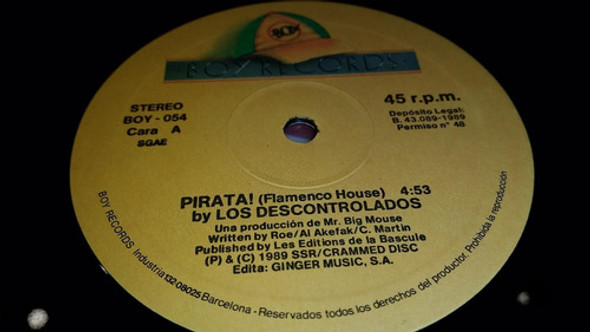 BOY
BOY RECORDS
STEREO
BOY - 054
Cara A
SGAE
45 r.p.m.
Depósito Legal:
B. 43.089-1989
Permiso n° 48
PIRATA! (Flamenco House) 4:53
by LOS DESCONTROLADOS
Una producción de Mr. Big Mouse
Written by Roe/Al Akefak/C. Martin
Published by Les Editions de la Bascule
(P) & (C) 1989 SSR/CRAMMED DISC
Edita: GINGER MUSIC, S.A.
BOY RECORDS Industria 132, 08025 Barcelona - Reservados todos los derechos del productor. Prohibida la reproducción